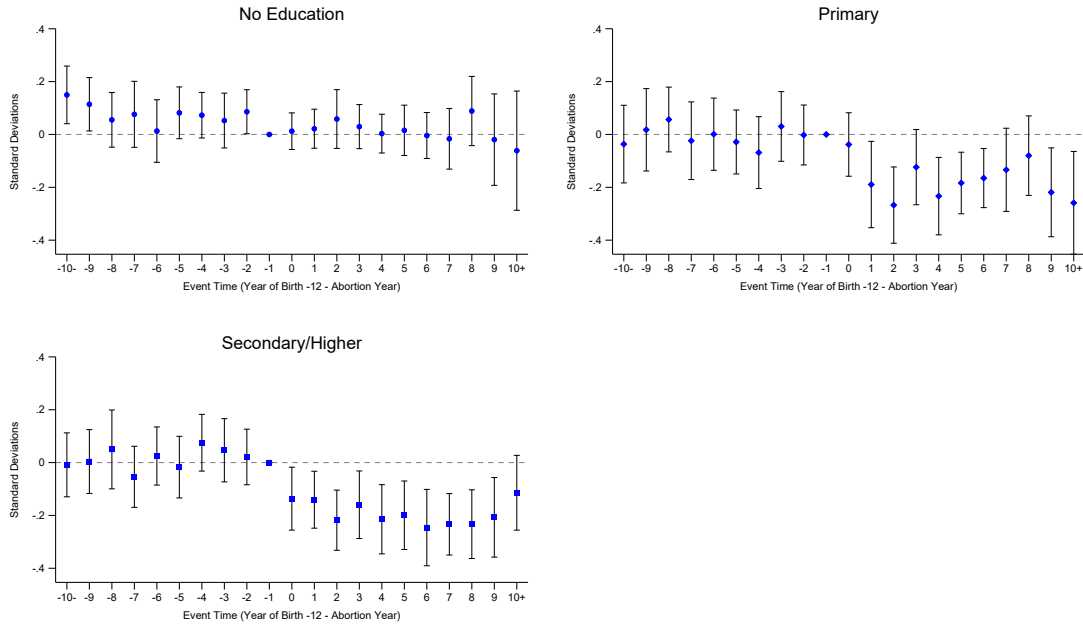 No Education
.4
.2
0
-.2
-.4
Standard Deviations
-10- -9 -8 -7 -6 -5 -4 -3 -2 -1 0 1 2 3 4 5 6 7 8 9 10+
Event Time (Year of Birth -12 - Abortion Year)
Primary
.4
.2
0
-.2
-.4
Standard Deviations
-10- -9 -8 -7 -6 -5 -4 -3 -2 -1 0 1 2 3 4 5 6 7 8 9 10+
Event Time (Year of Birth -12 - Abortion Year)
Secondary/Higher
.4
.2
0
-.2
-.4
Standard Deviations
-10- -9 -8 -7 -6 -5 -4 -3 -2 -1 0 1 2 3 4 5 6 7 8 9 10+
Event Time (Year of Birth -12 - Abortion Year)